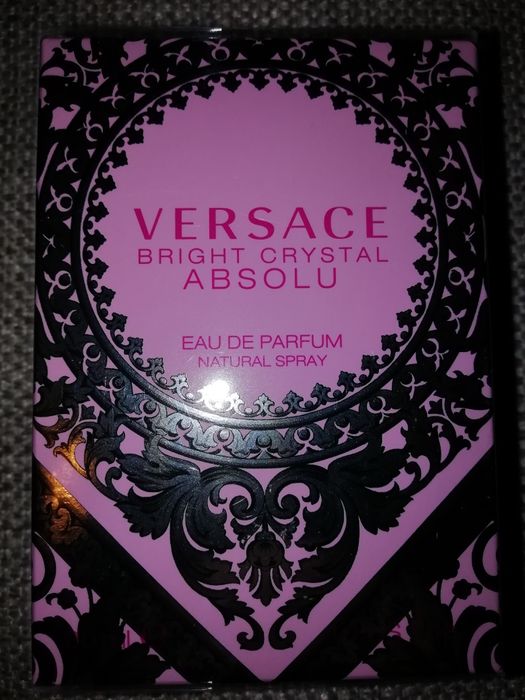 VERSACE
BRIGHT CRYSTAL
ABSOLU
EAU DE PARFUM
NATURAL SPRAY